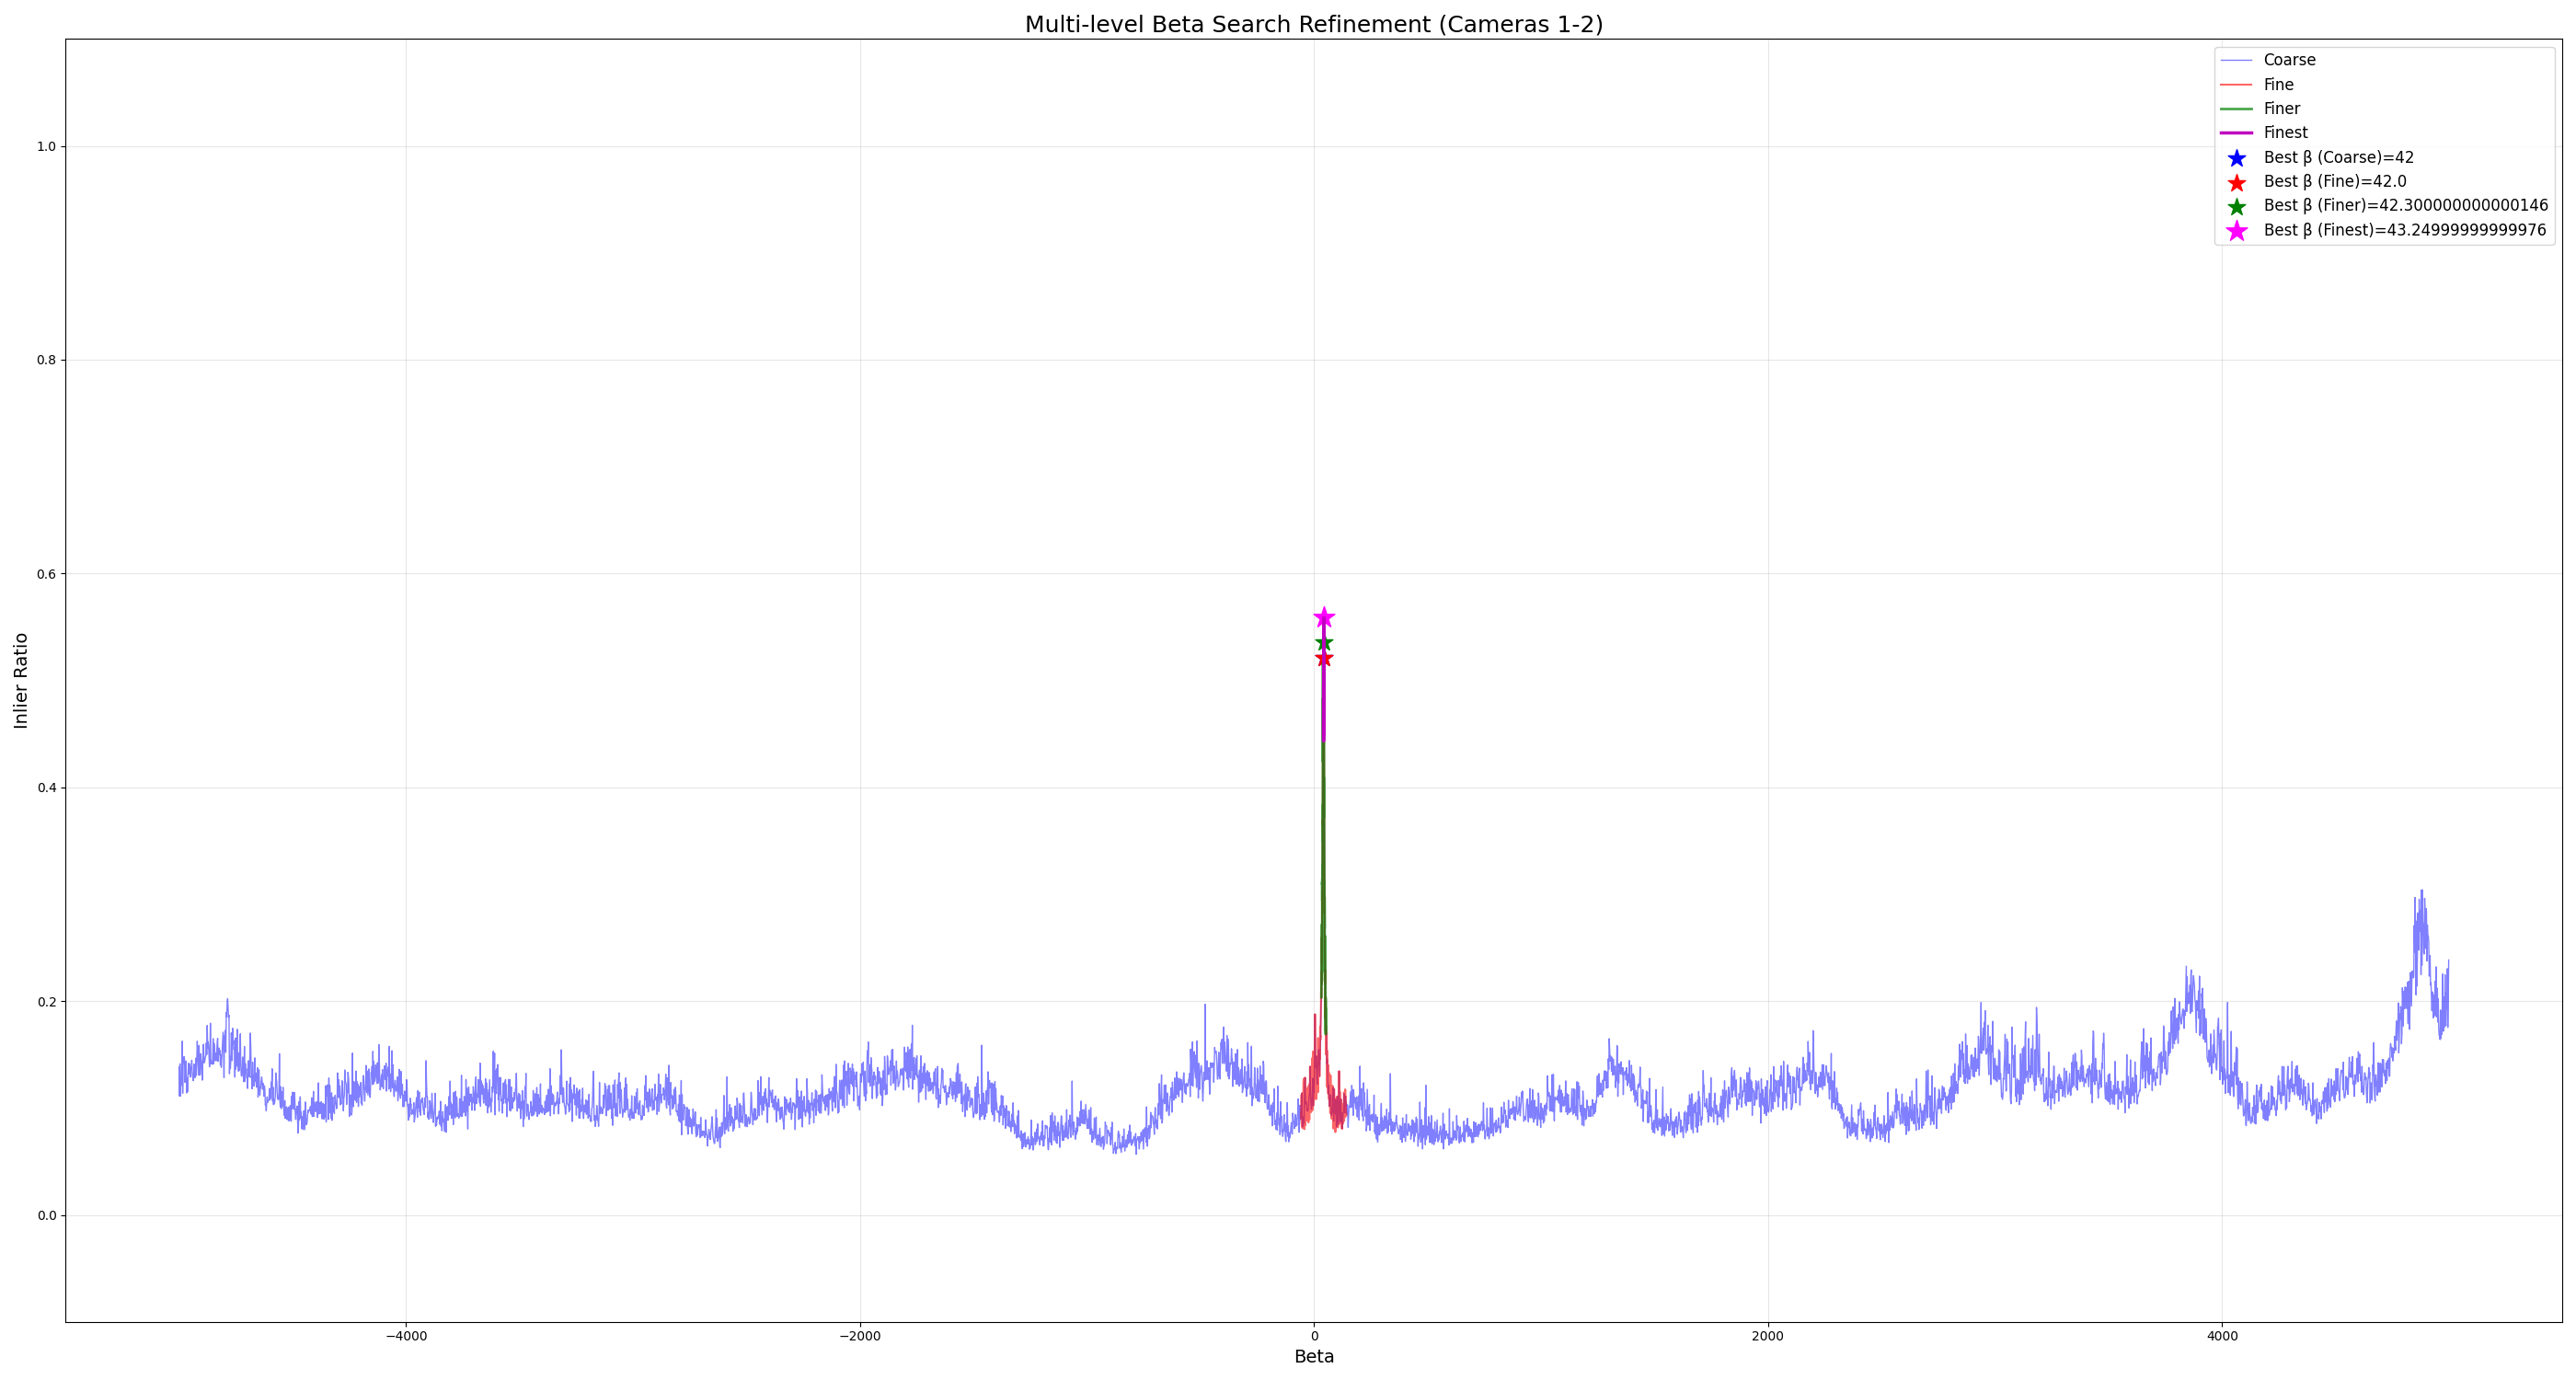 Multi-level Beta Search Refinement (Cameras 1-2)
Coarse
Fine
Finer
Finest
Best β (Coarse)=42
Best β (Fine)=42.0
Best β (Finer)=42.300000000000146
Best β (Finest)=43.24999999999976
Inlier Ratio
1.0
0.8
0.6
0.4
0.2
0.0
−4000
−2000
0
2000
4000
Beta